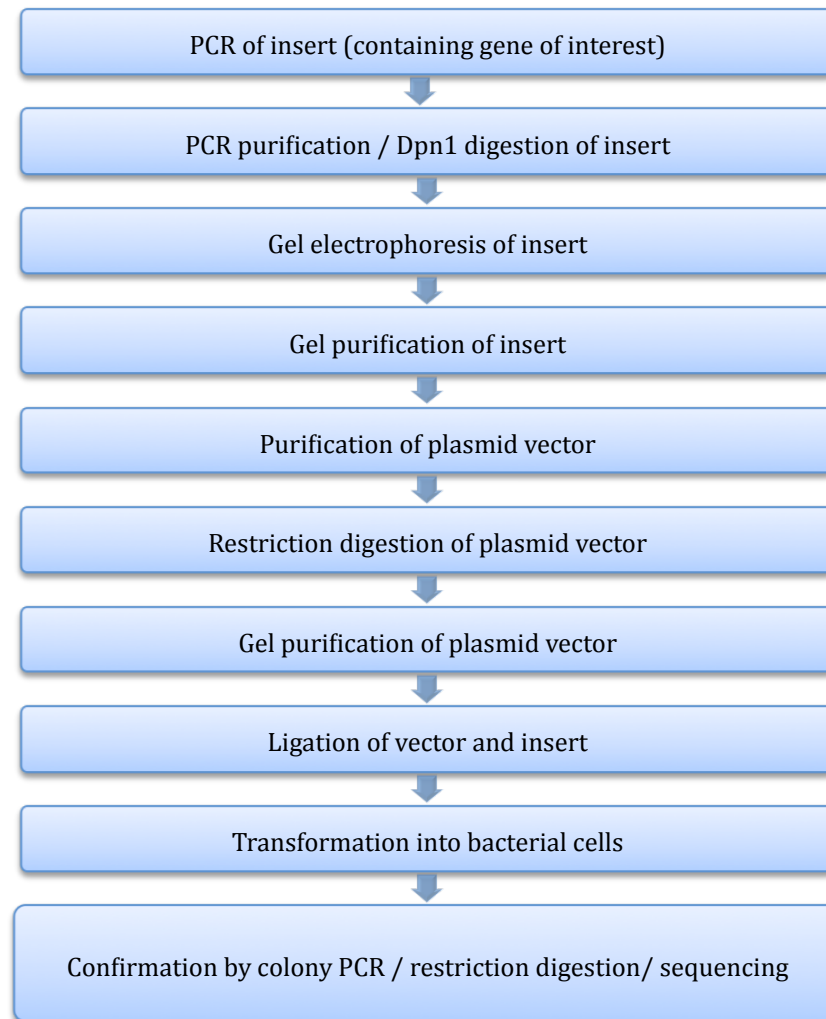 PCR of insert (containing gene of interest)
PCR purification / Dpn1 digestion of insert
Gel electrophoresis of insert
Gel purification of insert
Purification of plasmid vector
Restriction digestion of plasmid vector
Gel purification of plasmid vector
Ligation of vector and insert
Transformation into bacterial cells
Confirmation by colony PCR / restriction digestion/ sequencing